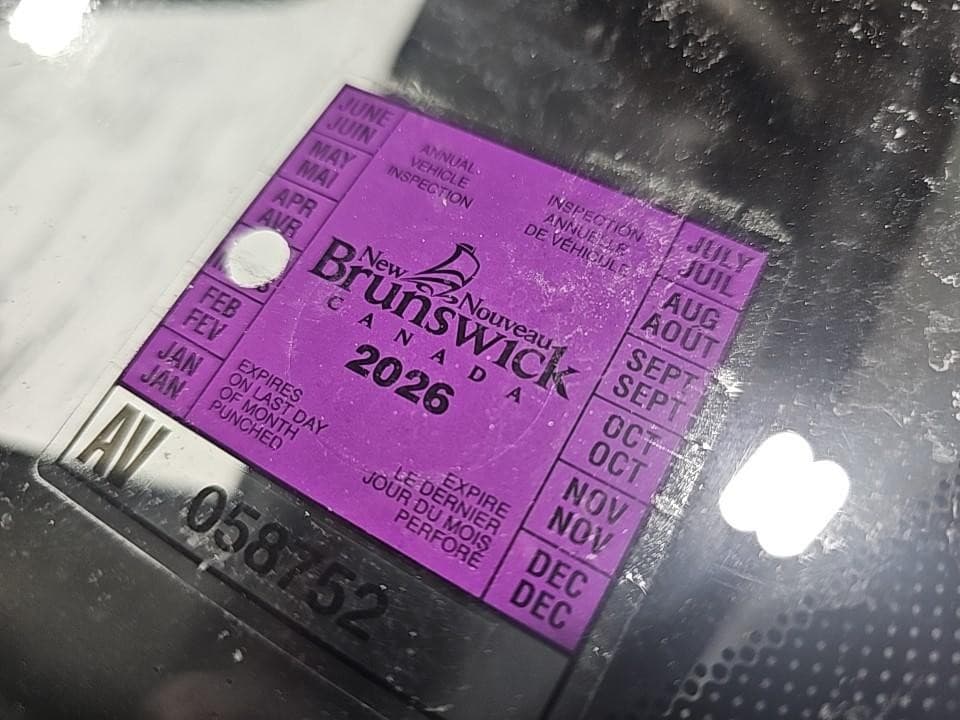 JUNE
JUIN
MAY
MAI
APR
AVR
FEB
FEV
JAN
JAN
ANNUAL
VEHICLE
INSPECTION
INSPECTION
ANNUELLE
DE VÉHICULE
New
Brunswick
Nouveau
CANADA
2026
EXPIRES
ON LAST DAY
OF MONTH
PUNCHED
EXPIRE
LE DERNIER
JOUR DU MOIS
PERFORÉ
JULY
JUIL
AUG
AOUT
SEPT
SEPT
OCT
OCT
NOV
NOV
DEC
DEC
AV
058752